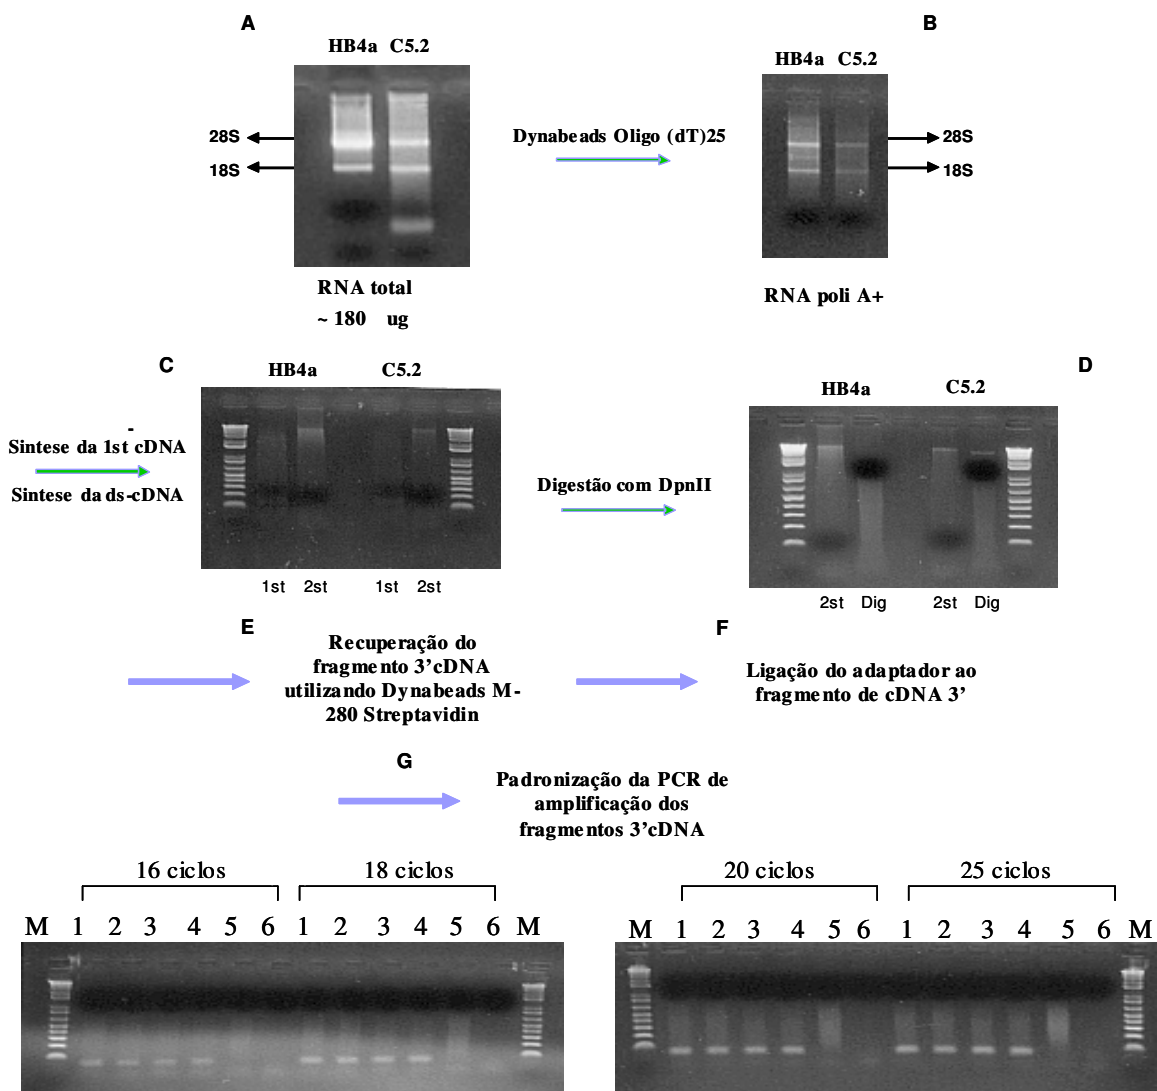 A
B
HB4a C5.2
HB4a C5.2
28S
18S
Dynabeads Oligo (dT)25
28S
18S
RNA total
~ 180 ug
RNA poli A+
C
HB4a C5.2
D
HB4a C5.2
Sintese da 1st-cDNA
Sintese da ds-cDNA
Digestão com DpnII
1st 2st 1st 2st
2st Dig 2st Dig
E
Recuperação do
fragmento 3'cDNA
utilizando Dynabeads M-
280 Streptavidin
F
Ligação do adaptador ao
fragmento de cDNA 3'
G
Padronização da PCR de
amplificação dos
fragmentos 3'cDNA
16 ciclos 18 ciclos
M 1 2 3 4 5 6 1 2 3 4 5 6 M
20 ciclos 25 ciclos
M 1 2 3 4 5 6 1 2 3 4 5 6 M